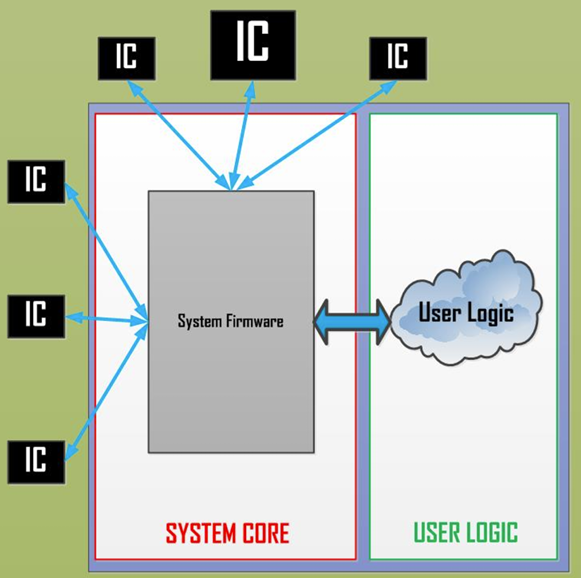 IC
IC
IC
IC
IC
IC
System Firmware
User Logic
SYSTEM CORE
USER LOGIC